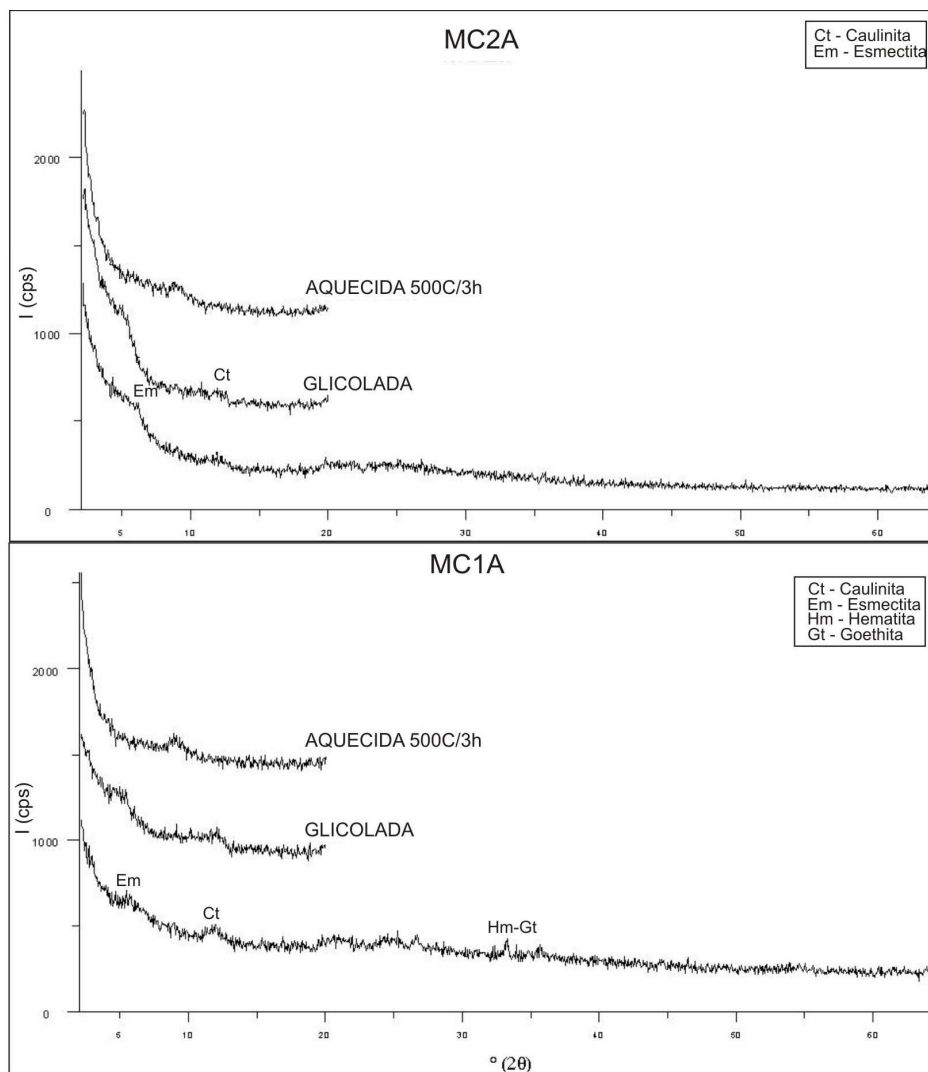 MC2A
Ct - Caulinita
Em - Esmectita
2000
I (cps)
AQUECIDA 500C/3h
1000
Ct
GLICOLADA
Em
0
5 10 20 30 40 50 60
MC1A
Ct - Caulinita
Em - Esmectita
Hm - Hematita
Gt - Goethita
2000
AQUECIDA 500C/3h
I (cps)
GLICOLADA
1000
Em
Ct
Hm-Gt
0
5 10 20 30 40 50 60
° (2θ)